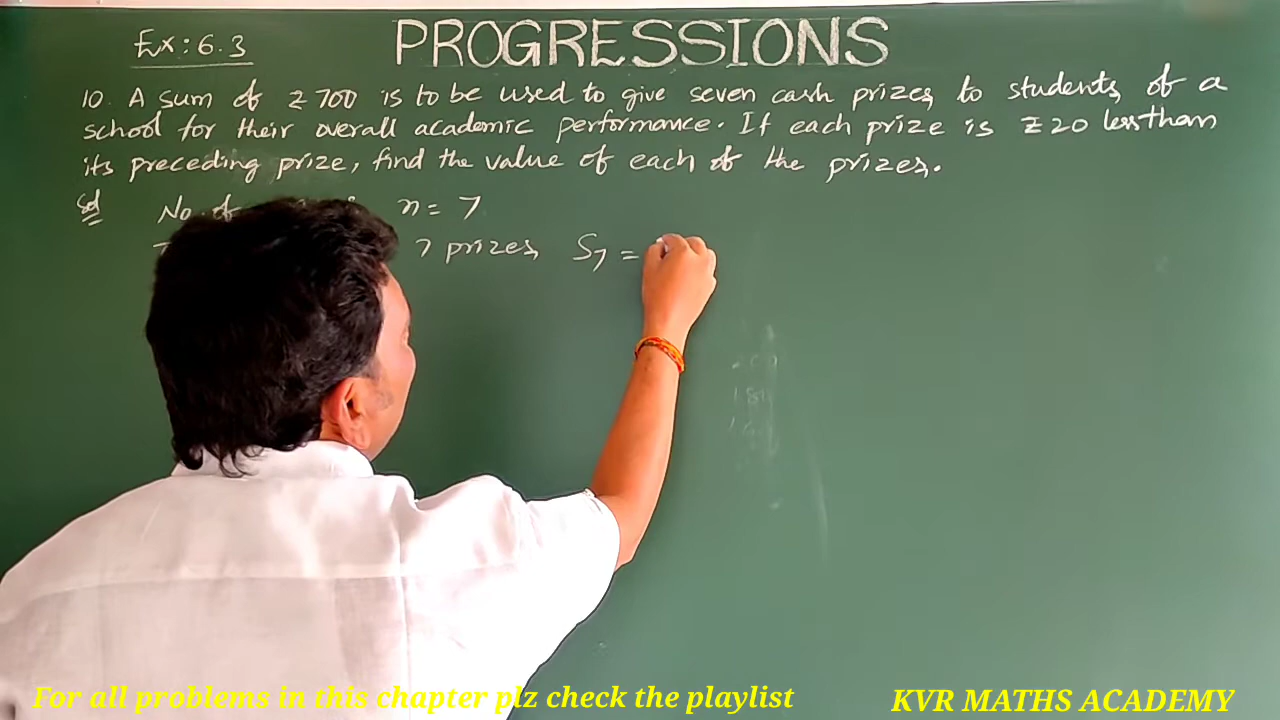 Ex: 6.3
PROGRESSIONS
10. A sum of ₹ 700 is to be used to give seven cash prizes to students of a
school for their overall academic performance. If each prize is ₹20 less than
its preceding prize, find the value of each of the prizes.
Sol No. of n = 7
7 prizes S7 =
For all problems in this chapter plz check the playlist
KVR MATHS ACADEMY